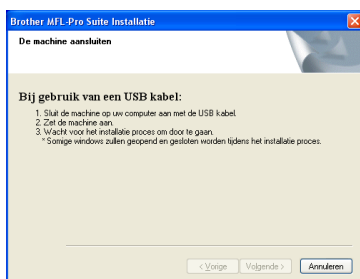 Brother MFL-Pro Suite Installatie
De machine aansluiten
Bij gebruik van een USB kabel:
1. Sluit de machine op uw computer aan met de USB kabel.
2. Zet de machine aan.
3. Wacht voor het installatie proces om door te gaan.
* Somige windows zullen geopend en gesloten worden tijdens het installatie proces.
< Vorige
Volgende >
Annuleren